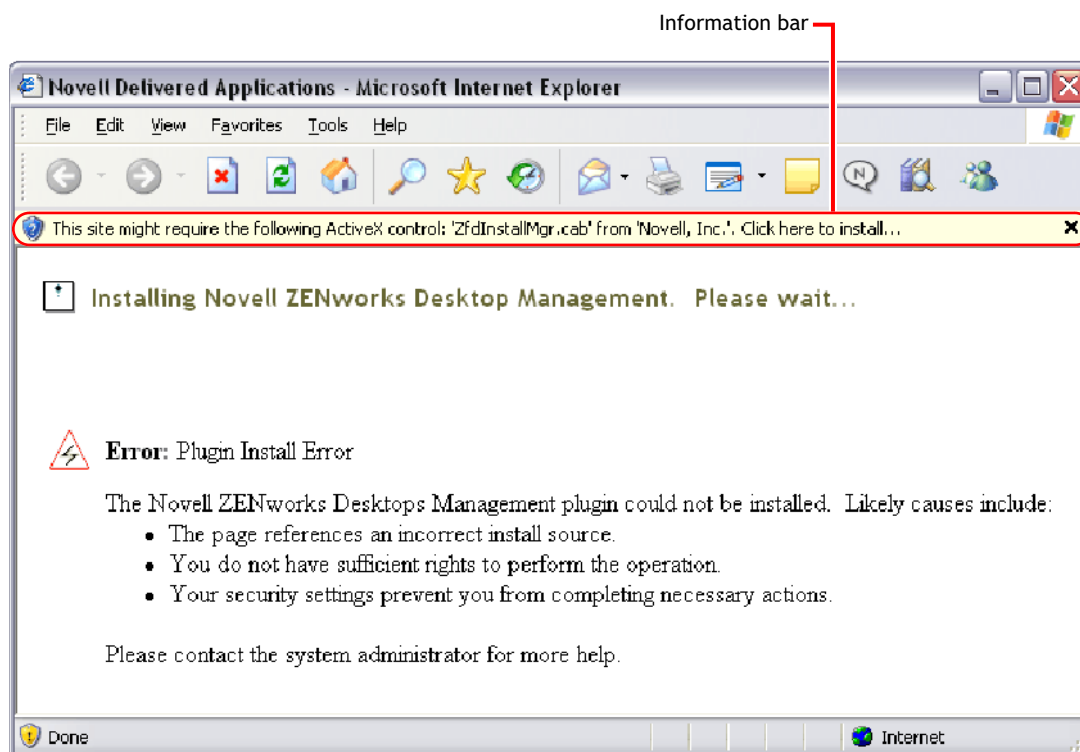 Information bar
Novell Delivered Applications - Microsoft Internet Explorer
File Edit View Favorites Tools Help
N
This site might require the following ActiveX control: 'ZfdInstallMgr.cab' from 'Novell, Inc.'. Click here to install...
Installing Novell ZENworks Desktop Management. Please wait...
Error: Plugin Install Error
The Novell ZENworks Desktops Management plugin could not be installed. Likely causes include:
• The page references an incorrect install source.
• You do not have sufficient rights to perform the operation.
• Your security settings prevent you from completing necessary actions.
Please contact the system administrator for more help.
Done Internet